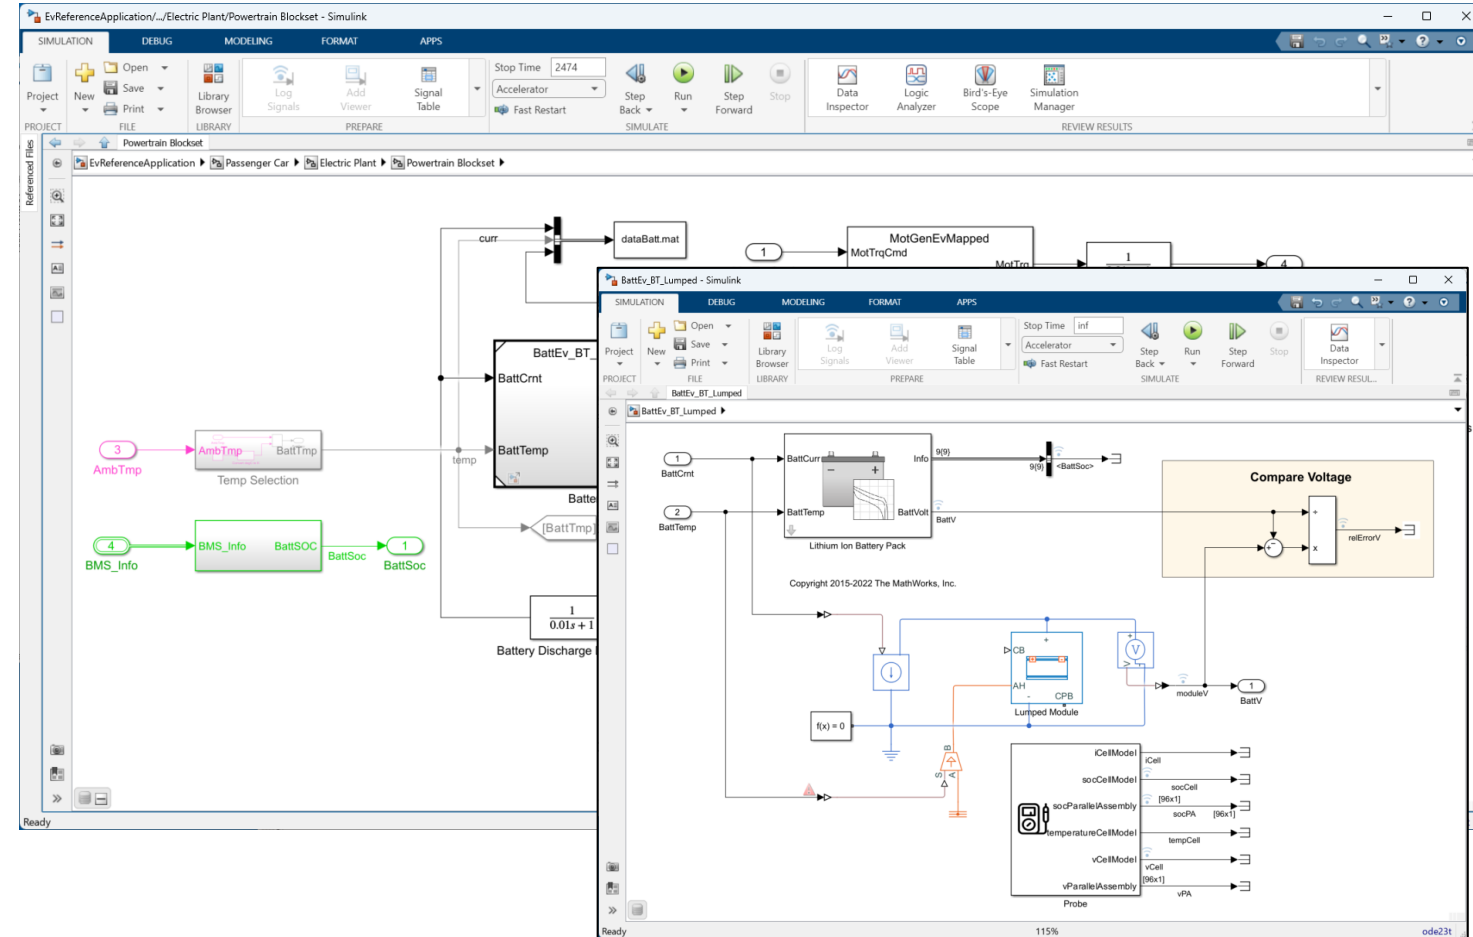 EvReferenceApplication/.../Electric Plant/Powertrain Blockset - Simulink
SIMULATION DEBUG MODELING FORMAT APPS
Project
New
Open
Save
Print
Library Browser
Log Signals
Add Viewer
Signal Table
Stop Time 2474
Accelerator
Fast Restart
Step Back
Run
Step Forward
Stop
Data Inspector
Logic Analyzer
Bird's-Eye Scope
Simulation Manager
PROJECT FILE LIBRARY PREPARE SIMULATE REVIEW RESULTS
Referenced Files
Powertrain Blockset
EvReferenceApplication Passenger Car Electric Plant Powertrain Blockset
curr
dataBatt.mat
1
MotGenEvMapped
MotTrqCmd
MotTrq
1
4
BattEv_BT_
BattCrnt
BattTemp
Batte
3
AmbTmp
AmbTmp BattTmp
Temp Selection
temp
[BattTmp]
4
BMS_Info
BMS_Info BattSOC
BattSoc
1
BattSoc
1
0.01s + 1
Battery Discharge
Ready
BattEv_BT_Lumped - Simulink
SIMULATION DEBUG MODELING FORMAT APPS
Project
New
Open
Save
Print
Library Browser
Log Signals
Add Viewer
Signal Table
Stop Time inf
Accelerator
Fast Restart
Step Back
Run
Step Forward
Stop
Data Inspector
PROJECT FILE LIBRARY PREPARE SIMULATE REVIEW RESUL...
BattEv_BT_Lumped
BattEv_BT_Lumped
1
BattCrnt
2
BattTemp
BattCurr
Info
BattTemp
BattVolt
- +
Lithium Ion Battery Pack
9{9}
9{9}
<BattSoc>
BattV
Compare Voltage
+
x
+
-
relErrorV
Copyright 2015-2022 The MathWorks, Inc.
CB
+
AH
-
CPB
Lumped Module
+
V
V
-
moduleV
1
BattV
f(x) = 0
B
S
A
iCellModel
iCell
socCellModel
socCell
socParallelAssembly
[96x1]
socPA
[96x1]
temperatureCellModel
tempCell
vCellModel
vCell
vParallelAssembly
[96x1]
vPA
Probe
Ready 115% ode23t